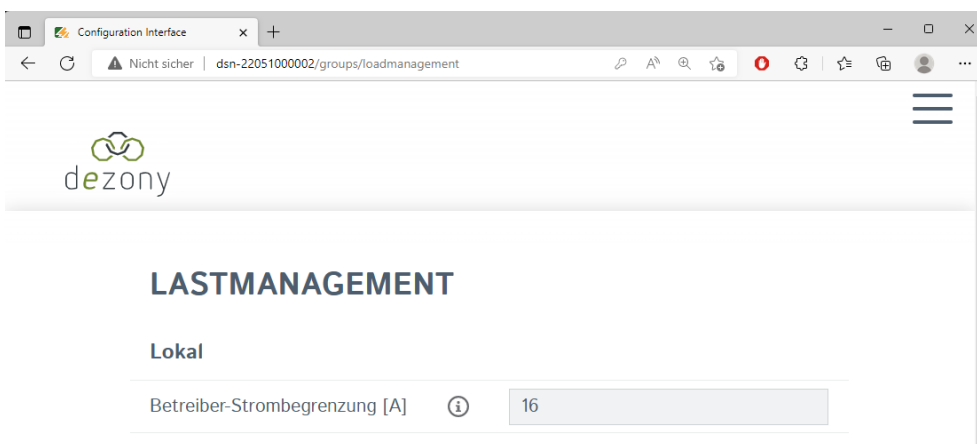 Configuration Interface
Nicht sicher | dsn-22051000002/groups/loadmanagement
dezony
LASTMANAGEMENT
Lokal
Betreiber-Strombegrenzung [A] i 16